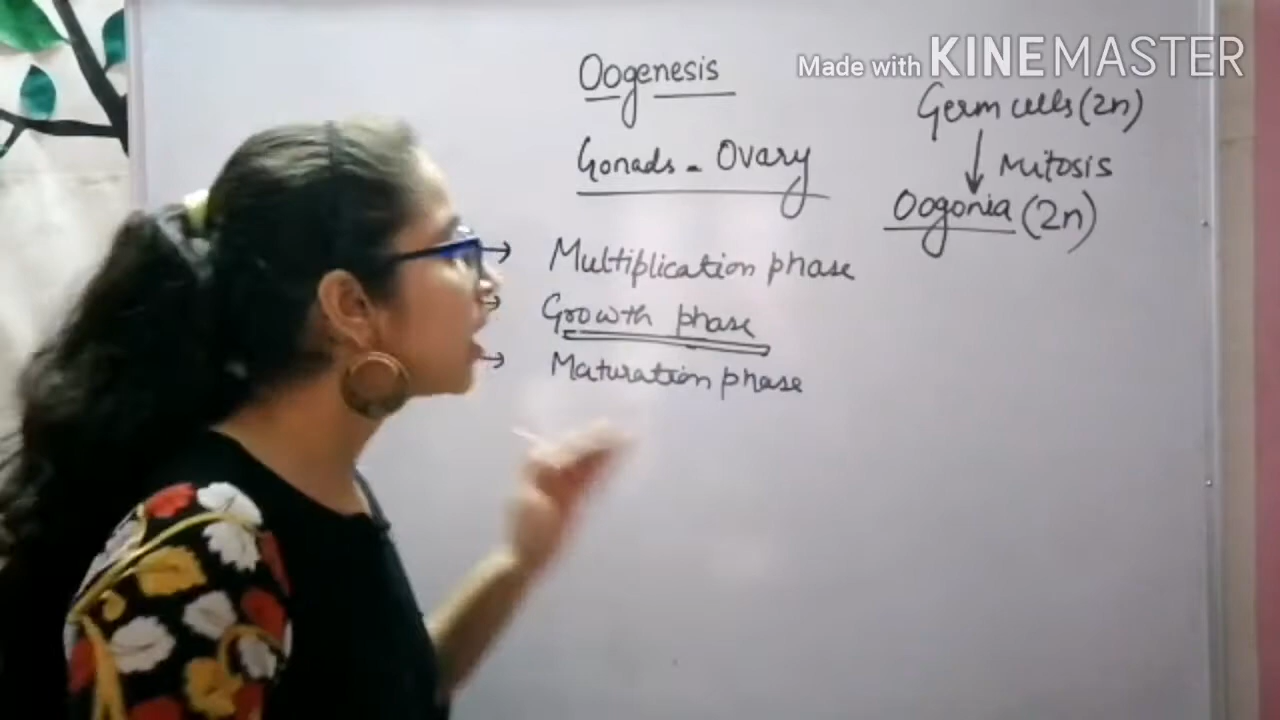 Made with KINEMASTER
Oogenesis
Gonads - Ovary
→ Multiplication phase
→ Growth phase
→ Maturation phase
Germ cells (2n)
↓ Mitosis
Oogonia (2n)